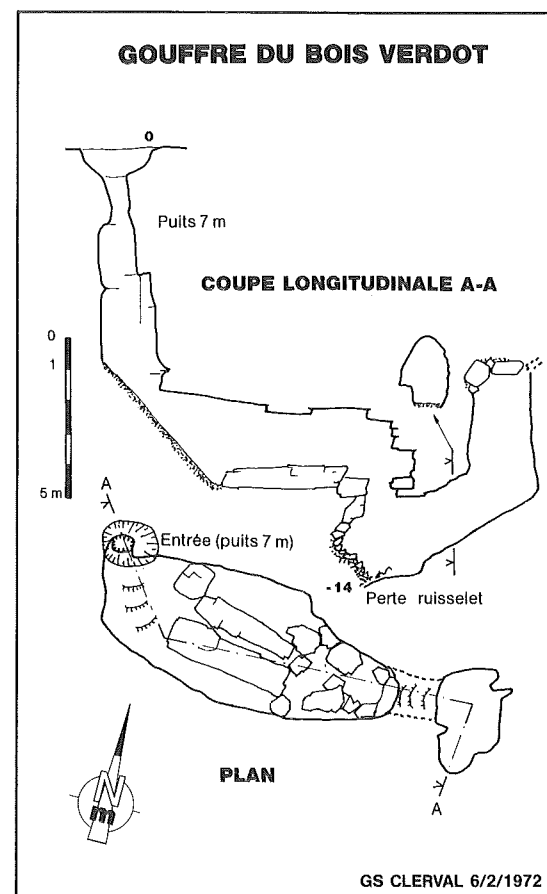 GOUFFRE DU BOIS VERDOT
0
Puits 7 m
COUPE LONGITUDINALE A-A
0
1
5 m
A
Entrée (puits 7 m)
-14
Perte ruisselet
PLAN
N
m
A
GS CLERVAL 6/2/1972